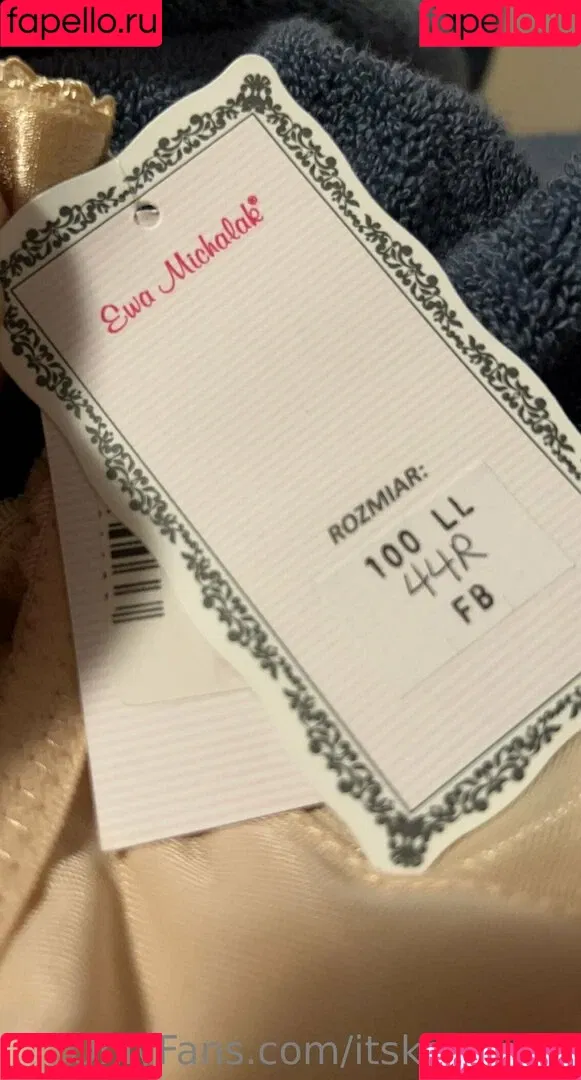 fapello.ru
fapello.ru
Ewa Michalak®
ROZMIAR:
100 LL
44R
FB
fapello.ru
Fans.com/itsk
fapello.ru